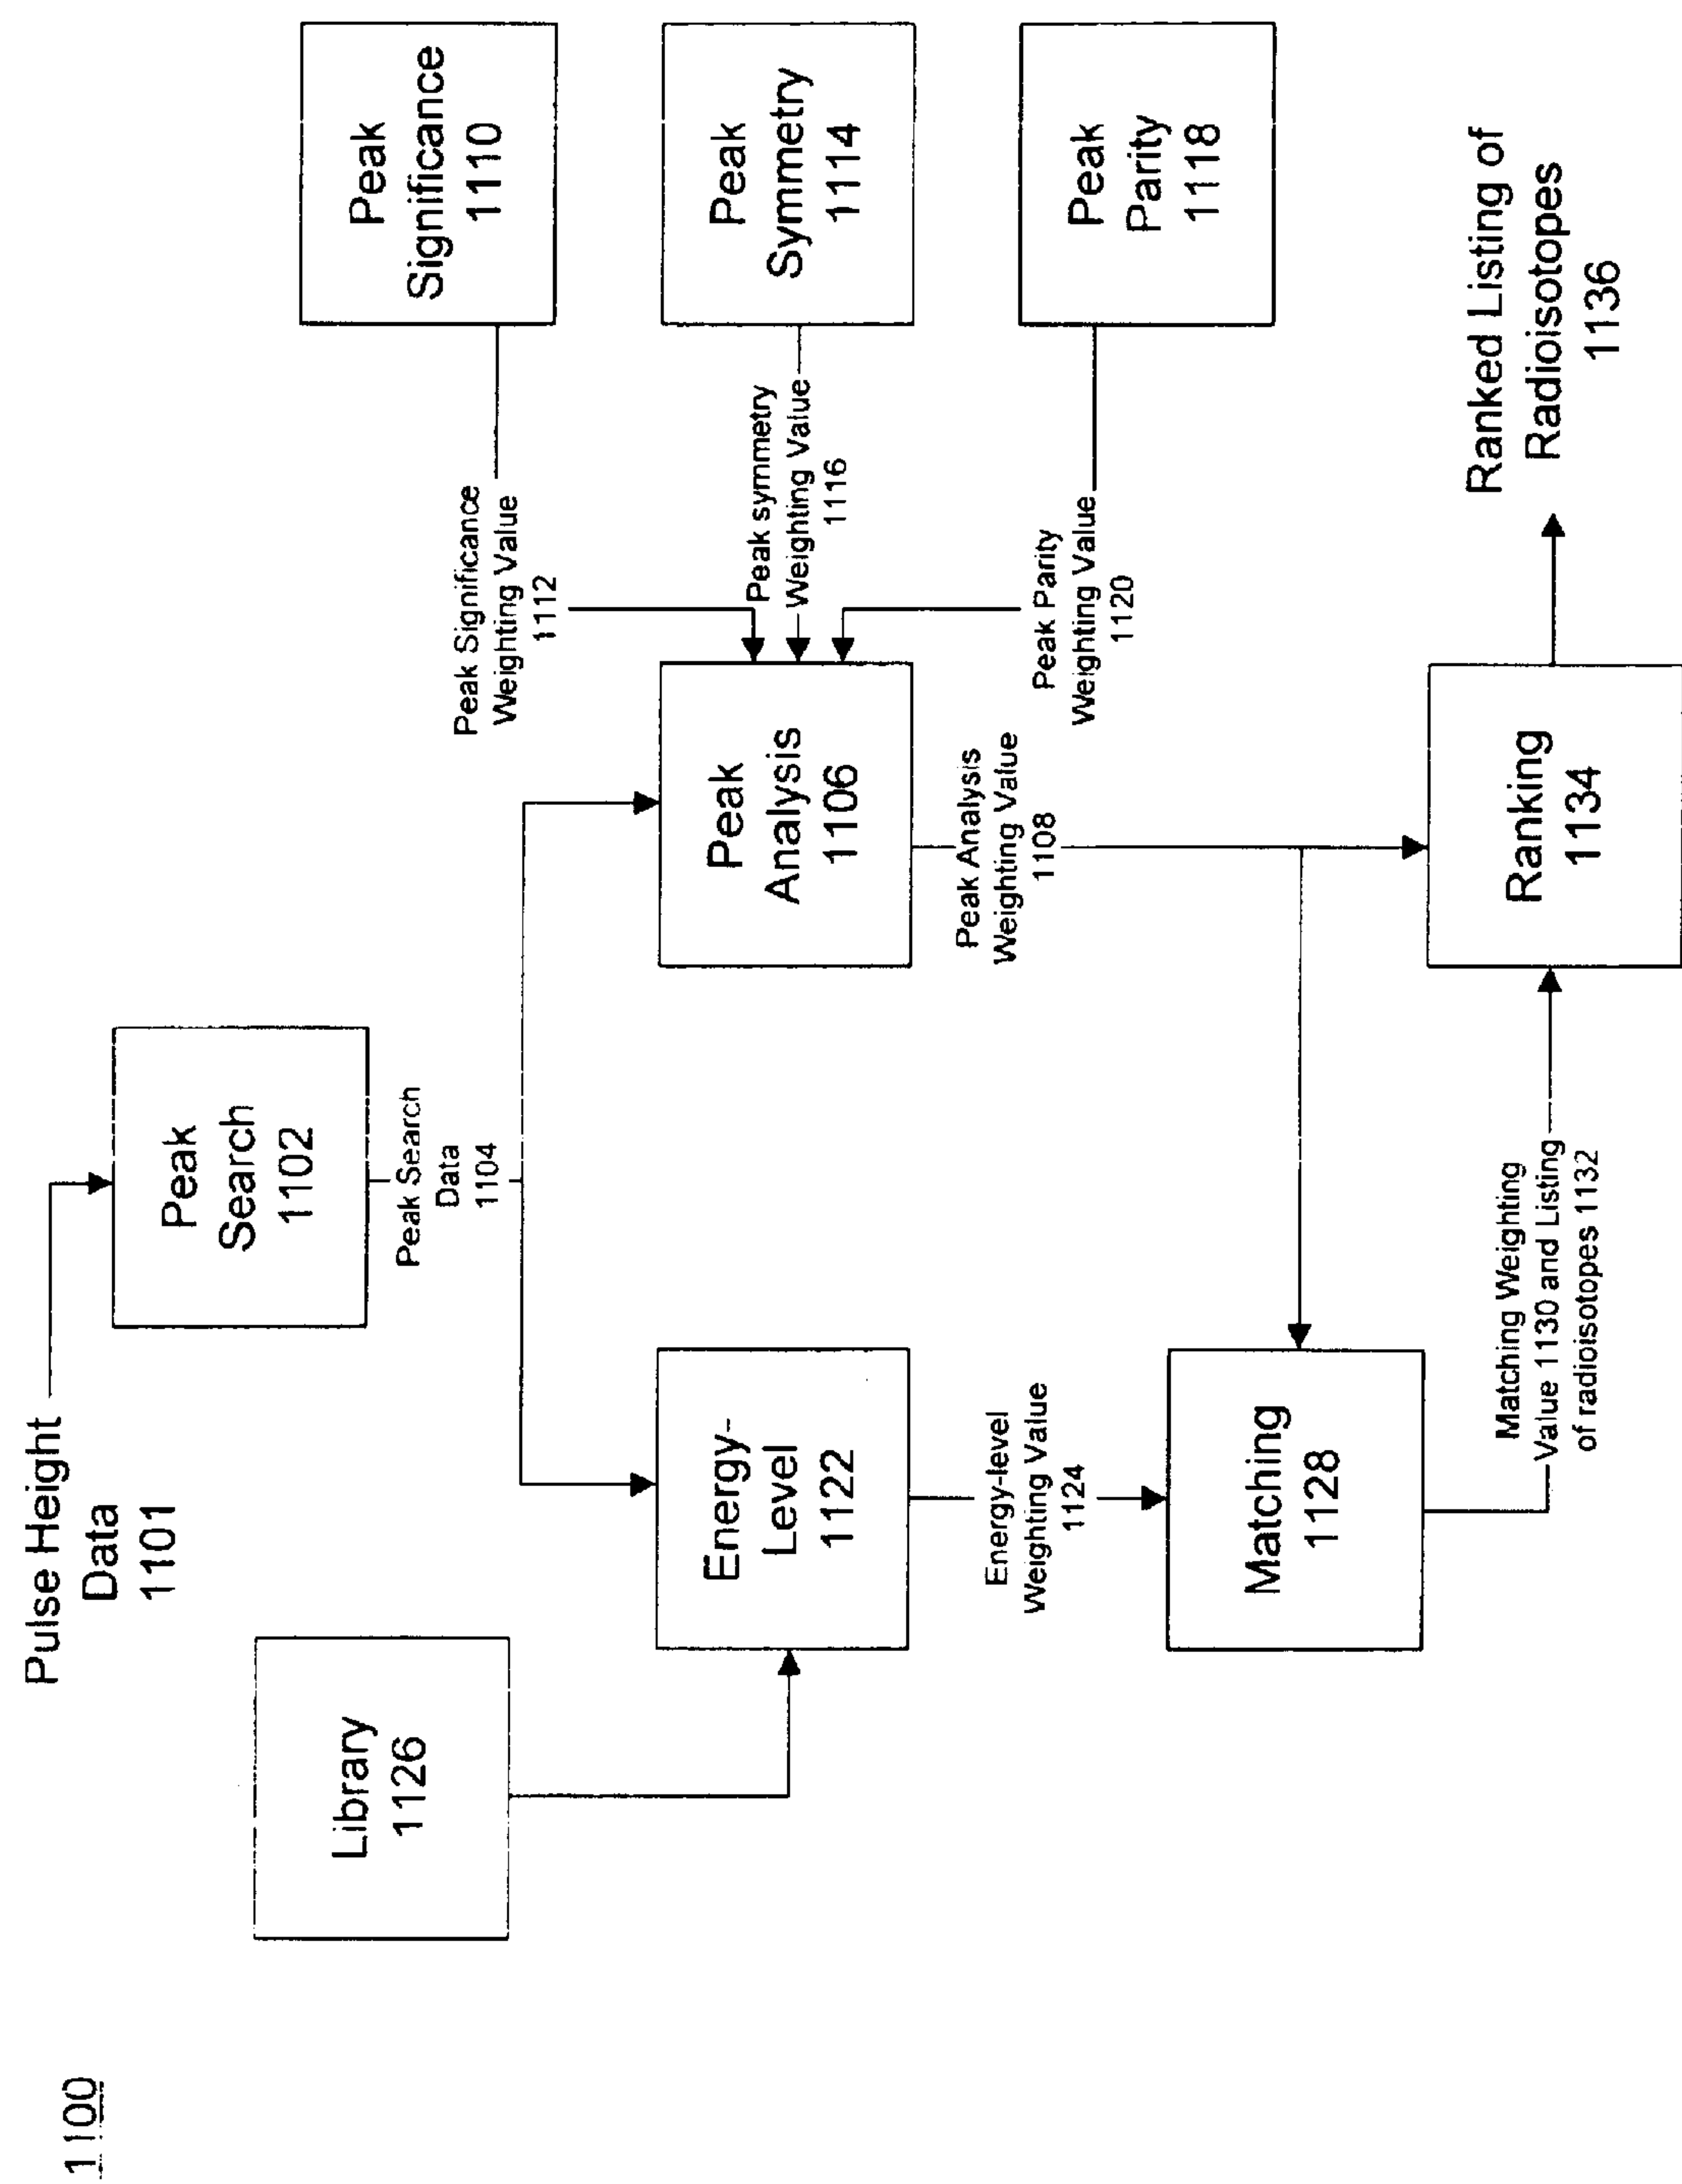 1100
Pulse Height
Data
1101
Peak
Search
1102
Peak Search
Data
1104
Library
1126
Energy-
Level
1122
Peak
Analysis
1106
Peak Significance
Weighting Value
1112
Peak symmetry
Weighting Value
1116
Peak Parity
Weighting Value
1120
Peak
Significance
1110
Peak
Symmetry
1114
Peak
Parity
1118
Energy-level
Weighting Value
1124
Peak Analysis
Weighting Value
1108
Matching
1128
Matching Weighting
Value 1130 and Listing
of radioisotopes 1132
Ranking
1134
Ranked Listing of
Radioisotopes
1136